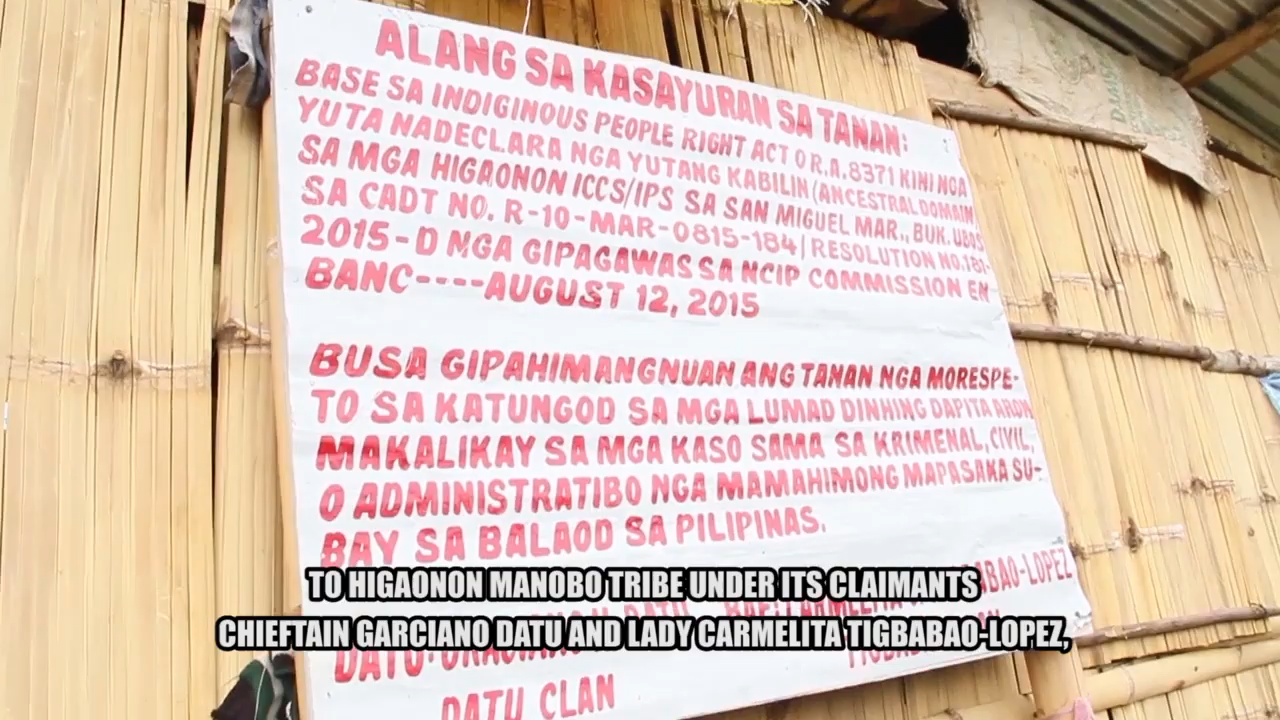 ALANG SA KASAYURAN SA TANAN:
BASE SA INDIGINOUS PEOPLE RIGHT ACT O R.A. 8371 KINI NGA
YUTA NADECLARA NGA YUTANG KABILIN (ANCESTRAL DOMAIN
SA MGA HIGAONON ICCS/IPS SA SAN MIGUEL MAR., BUK. UBOS
SA CADT NO. R-10-MAR-0815-184/RESOLUTION NO. 181-
2015-D NGA GIPAGAWAS SA NCIP COMMISSION EN
BANC----AUGUST 12, 2015
BUSA GIPAHIMANGNUAN ANG TANAN NGA MORESPE-
TO SA KATUNGOD SA MGA LUMAD DINHING DAPITA ARON
MAKALIKAY SA MGA KASO SAMA SA KRIMENAL, CIVIL,
O ADMINISTRATIBO NGA MAMAHIMONG MAPASAKA SU-
BAY SA BALAOD SA PILIPINAS.
DATU CLAN
TO HIGAONON MANOBO TRIBE UNDER ITS CLAIMANTS
CHIEFTAIN GARCIANO DATU AND LADY CARMELITA TIGBABAO-LOPEZ,